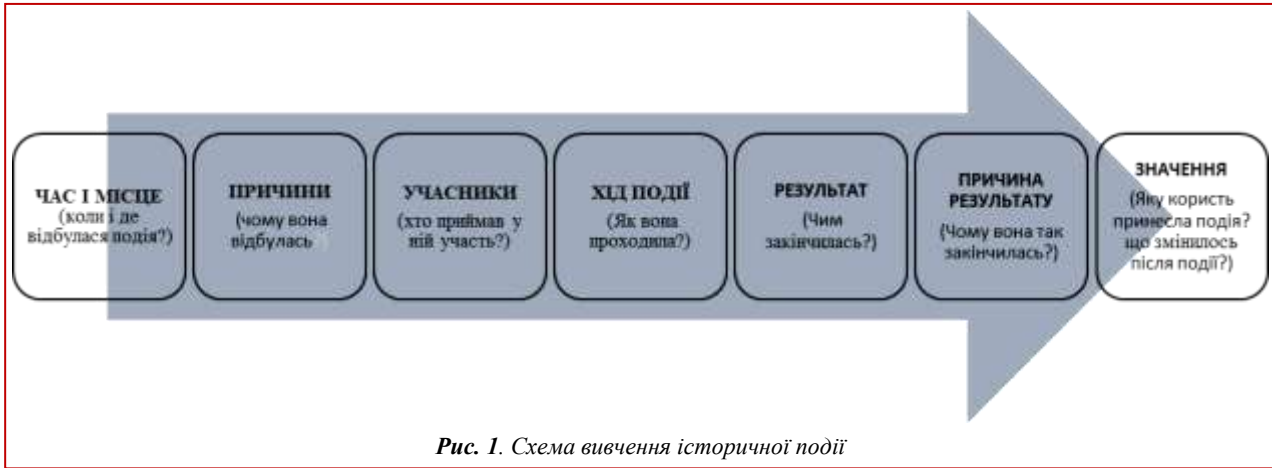 ЧАС І МІСЦЕ
(коли і де
відбулася подія?)
ПРИЧИНИ
(чому вона
відбулась
УЧАСНИКИ
(хто приймав у
ній участь?)
ХІД ПОДІЇ
(Як вона
проходила?)
РЕЗУЛЬТАТ
(Чим
закінчилась?)
ПРИЧИНА
РЕЗУЛЬТАТУ
(Чому вона так
закінчилась?)
ЗНАЧЕННЯ
(Яку користь
принесла подія?
що змінилось
після події?)
Рис. 1. Схема вивчення історичної події